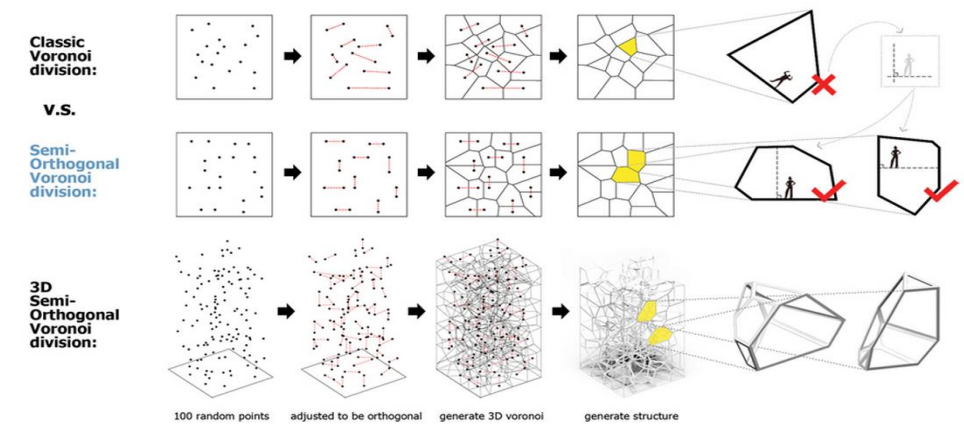 Classic
Voronoi
division:
V.S.
Semi-
Orthogonal
Voronoi
division:
3D
Semi-
Orthogonal
Voronoi
division:
100 random points
adjusted to be orthogonal
generate 3D voronoi
generate structure